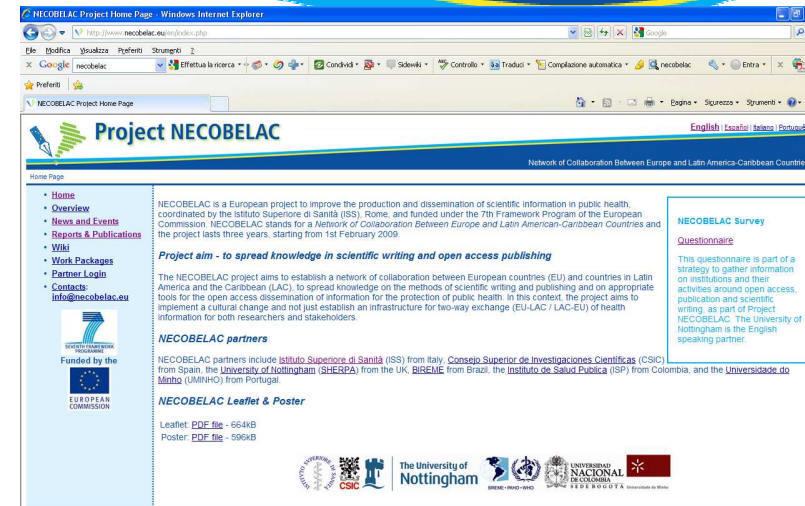 NECOBELAC Project Home Page - Windows Internet Explorer
http://www.necobelac.eu/en/index.php
Google
File Modifica Visualizza Preferiti Strumenti ?
x Google necobelac Effettua la ricerca Condividi Sidewiki Controllo Traduci Compilazione automatica necobelac Entra
Preferiti
NECOBELAC Project Home Page Pagina Sicurezza Strumenti
Project NECOBELAC
English | Español | Italiano | Portuguê
Network of Collaboration Between Europe and Latin America-Caribbean Countrie
Home Page
• Home
• Overview
• News and Events
• Reports & Publications
• Wiki
• Work Packages
• Partner Login
• Contacts:
info@necobelac.eu
SEVENTH FRAMEWORK
PROGRAMME
Funded by the
EUROPEAN
COMMISSION
NECOBELAC is a European project to improve the production and dissemination of scientific information in public health,
coordinated by the Istituto Superiore di Sanità (ISS), Rome, and funded under the 7th Framework Program of the European
Commission. NECOBELAC stands for a Network of Collaboration Between Europe and Latin American-Caribbean Countries and
the project lasts three years, starting from 1st February 2009.
Project aim - to spread knowledge in scientific writing and open access publishing
The NECOBELAC project aims to establish a network of collaboration between European countries (EU) and countries in Latin
America and the Caribbean (LAC), to spread knowledge on the methods of scientific writing and publishing and on appropriate
tools for the open access dissemination of information for the protection of public health. In this context, the project aims to
implement a cultural change and not just establish an infrastructure for two-way exchange (EU-LAC / LAC-EU) of health
information for both researchers and stakeholders.
NECOBELAC partners
NECOBELAC partners include Istituto Superiore di Sanità (ISS) from Italy, Consejo Superior de Investigaciones Científicas (CSIC)
from Spain, the University of Nottingham (SHERPA) from the UK, BIREME from Brazil, the Instituto de Salud Publica (ISP) from Colombia, and the Universidade do
Minho (UMINHO) from Portugal.
NECOBELAC Leaflet & Poster
Leaflet: PDF file - 664kB
Poster: PDF file - 596kB
NECOBELAC Survey
Questionnaire
This questionnaire is part of a
strategy to gather information
on institutions and their
activities around open access,
publication and scientific
writing, as part of Project
NECOBELAC. The University of
Nottingham is the English
speaking partner.
CSIC
The University of
Nottingham
BIREME • PAHO • WHO
UNIVERSIDAD
NACIONAL
DE COLOMBIA
SEDE BOGOTÁ
Universidade do Minho